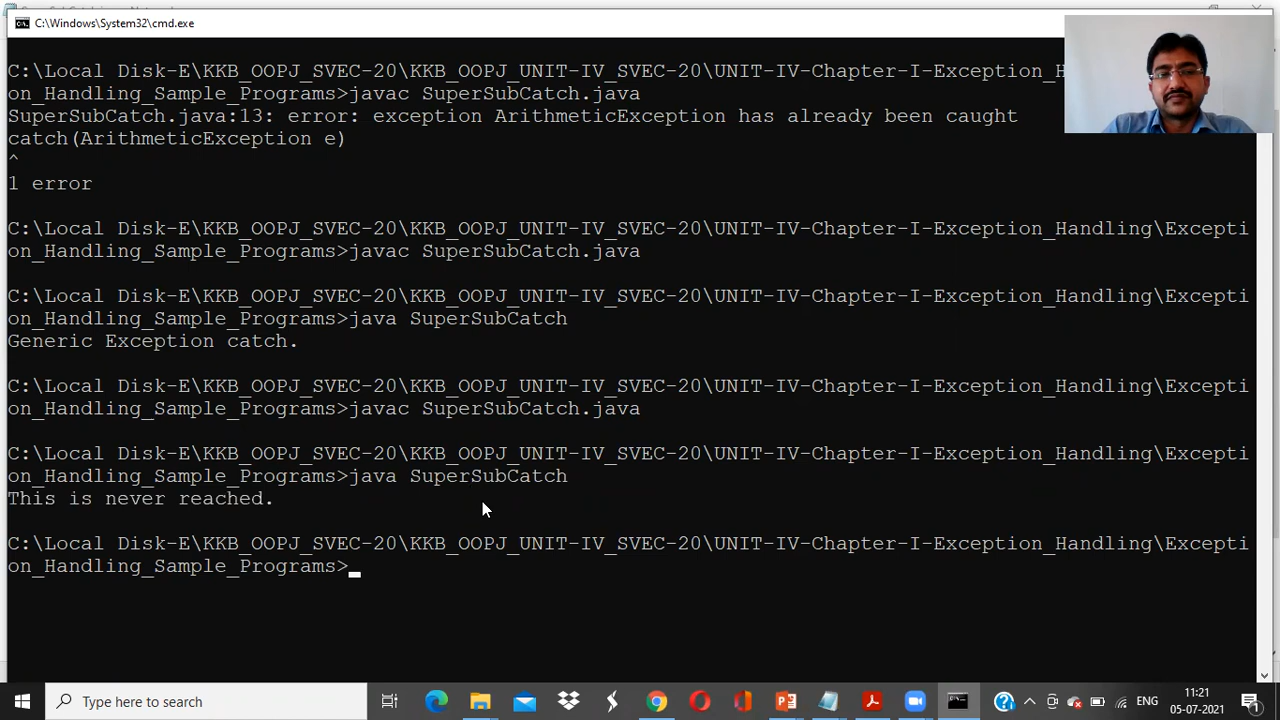 C:\Windows\System32\cmd.exe
C:\Local Disk-E\KKB_OOPJ_SVEC-20\KKB_OOPJ_UNIT-IV_SVEC-20\UNIT-IV-Chapter-I-Exception_H
on_Handling_Sample_Programs>javac SuperSubCatch.java
SuperSubCatch.java:13: error: exception ArithmeticException has already been caught
catch(ArithmeticException e)
^
1 error
C:\Local Disk-E\KKB_OOPJ_SVEC-20\KKB_OOPJ_UNIT-IV_SVEC-20\UNIT-IV-Chapter-I-Exception_Handling\Excepti
on_Handling_Sample_Programs>javac SuperSubCatch.java
C:\Local Disk-E\KKB_OOPJ_SVEC-20\KKB_OOPJ_UNIT-IV_SVEC-20\UNIT-IV-Chapter-I-Exception_Handling\Excepti
on_Handling_Sample_Programs>java SuperSubCatch
Generic Exception catch.
C:\Local Disk-E\KKB_OOPJ_SVEC-20\KKB_OOPJ_UNIT-IV_SVEC-20\UNIT-IV-Chapter-I-Exception_Handling\Excepti
on_Handling_Sample_Programs>javac SuperSubCatch.java
C:\Local Disk-E\KKB_OOPJ_SVEC-20\KKB_OOPJ_UNIT-IV_SVEC-20\UNIT-IV-Chapter-I-Exception_Handling\Excepti
on_Handling_Sample_Programs>java SuperSubCatch
This is never reached.
C:\Local Disk-E\KKB_OOPJ_SVEC-20\KKB_OOPJ_UNIT-IV_SVEC-20\UNIT-IV-Chapter-I-Exception_Handling\Excepti
on_Handling_Sample_Programs>
Type here to search
ENG
11:21
05-07-2021
1